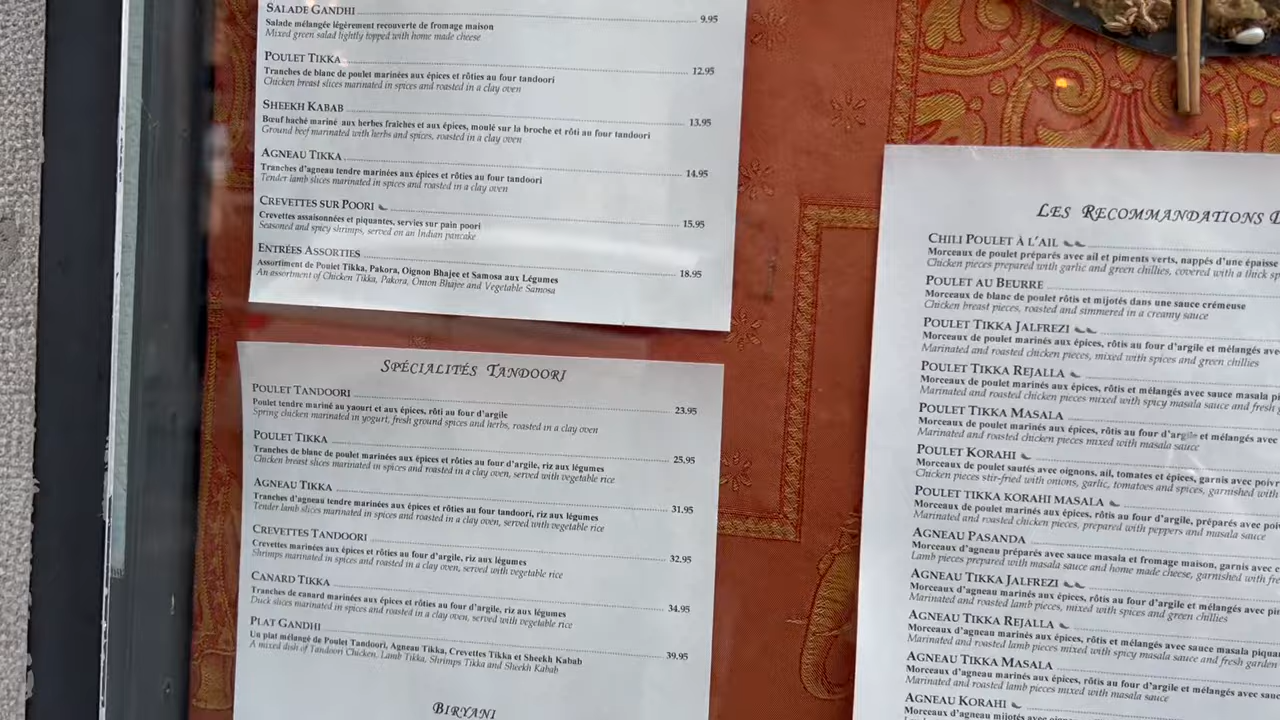 SALADE GANDHI 9.95
Salade mélangée légèrement recouverte de fromage maison
Mixed green salad lightly topped with home made cheese
POULET TIKKA 12.95
Tranches de blanc de poulet marinées aux épices et rôties au four tandoori
Chicken breast slices marinated in spices and roasted in a clay oven
SHEEKH KABAB 13.95
Bœuf haché mariné aux herbes fraîches et aux épices, moulé sur la broche et rôti au four tandoori
Ground beef marinated with herbs and spices, roasted in a clay oven
AGNEAU TIKKA 14.95
Tranches d'agneau tendre marinées aux épices et rôties au four tandoori
Tender lamb slices marinated in spices and roasted in a clay oven
CREVETTES SUR POORI 15.95
Crevettes assaisonnées et piquantes, servies sur pain poori
Seasoned and spicy shrimps, served on an Indian pancake
ENTRÉES ASSORTIES 18.95
Assortiment de Poulet Tikka, Pakora, Oignon Bhajee et Samosa aux Légumes
An assortment of Chicken Tikka, Pakora, Onion Bhajee and Vegetable Samosa
SPÉCIALITÉS TANDOORI
POULET TANDOORI 23.95
Poulet tendre mariné au yaourt et aux épices, rôti au four d'argile
Spring chicken marinated in yogurt, fresh ground spices and herbs, roasted in a clay oven
POULET TIKKA 25.95
Tranches de blanc de poulet marinées aux épices et rôties au four d'argile, riz aux légumes
Chicken breast slices marinated in spices and roasted in a clay oven, served with vegetable rice
AGNEAU TIKKA 31.95
Tranches d'agneau tendre marinées aux épices et rôties au four tandoori, riz aux légumes
Tender lamb slices marinated in spices and roasted in a clay oven, served with vegetable rice
CREVETTES TANDOORI 32.95
Crevettes marinées aux épices et rôties au four d'argile, riz aux légumes
Shrimps marinated in spices and roasted in a clay oven, served with vegetable rice
CANARD TIKKA 34.95
Tranches de canard marinées aux épices et rôties au four d'argile, riz aux légumes
Duck slices marinated in spices and roasted in a clay oven, served with vegetable rice
PLAT GANDHI 39.95
Un plat mélangé de Poulet Tandoori, Agneau Tikka, Crevettes Tikka et Sheekh Kabab
A mixed dish of Tandoori Chicken, Lamb Tikka, Shrimps Tikka and Sheekh Kabab
BIRYANI
LES RECOMMANDATIONS
CHILI POULET À L'AIL
Morceaux de poulet préparés avec ail et piments verts, nappés d'une épaisse
Chicken pieces prepared with garlic and green chillies, covered with a thick
POULET AU BEURRE
Morceaux de blanc de poulet rôtis et mijotés dans une sauce crémeuse
Chicken breast pieces, roasted and simmered in a creamy sauce
POULET TIKKA JALFREZI
Morceaux de poulet marinés aux épices, rôtis au four d'argile et mélangés
Marinated and roasted chicken pieces, mixed with spices and green chillies
POULET TIKKA REJALLA
Morceaux de poulet marinés aux épices, rôtis et mélangés avec sauce masala
Marinated and roasted chicken pieces, mixed with spicy masala sauce and fresh
POULET TIKKA MASALA
Morceaux de poulet marinés aux épices, rôtis au four d'argile et mélangés avec
Marinated and roasted chicken pieces mixed with masala sauce
POULET KORAHI
Morceaux de poulet sautés avec oignons, ail, tomates et épices, garnis avec
Chicken pieces stir-fried with onions, garlic, tomatoes and spices, garnished with
POULET TIKKA KORAHI MASALA
Morceaux de poulet marinés aux épices, rôtis au four d'argile, préparés avec
Marinated and roasted chicken pieces, prepared with peppers and masala sauce
AGNEAU PASANDA
Morceaux d'agneau préparés avec sauce masala et fromage maison, garnis avec
Lamb pieces prepared with masala sauce and home made cheese, garnished with
AGNEAU TIKKA JALFREZI
Morceaux d'agneau marinés aux épices, rôtis au four d'argile et mélangés avec
Marinated and roasted lamb pieces, mixed with spices and green chillies
AGNEAU TIKKA REJALLA
Morceaux d'agneau marinés aux épices, rôtis et mélangés avec sauce masala
Marinated and roasted lamb pieces mixed with spicy masala sauce and fresh garden
AGNEAU TIKKA MASALA
Morceaux d'agneau marinés aux épices, rôtis au four d'argile et mélangés avec
Marinated and roasted lamb pieces mixed with masala sauce
AGNEAU KORAHI
Morceaux d'agneau mijotés avec